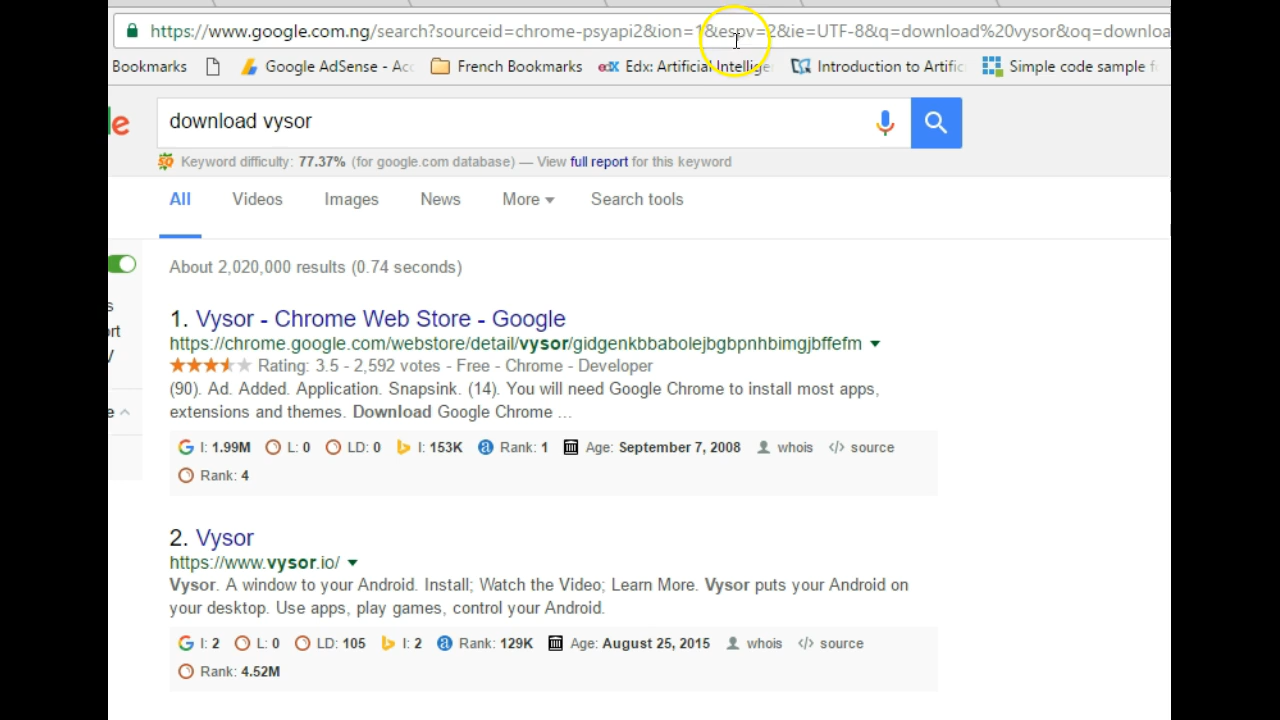 https://www.google.com.ng/search?sourceid=chrome-psyapi2&ion=1&espv=2&ie=UTF-8&q=download%20vysor&oq=downloa
Bookmarks Google AdSense - Acc French Bookmarks edX Edx: Artificial Intellige Introduction to Artific Simple code sample f
le download vysor
Keyword difficulty: 77.37% (for google.com database) — View full report for this keyword
All Videos Images News More Search tools
About 2,020,000 results (0.74 seconds)
s
rt
V
e
1. Vysor - Chrome Web Store - Google
https://chrome.google.com/webstore/detail/vysor/gidgenkbbabolejbgbpnhbimgjbffefm
Rating: 3.5 - 2,592 votes - Free - Chrome - Developer
(90). Ad. Added. Application. Snapsink. (14). You will need Google Chrome to install most apps,
extensions and themes. Download Google Chrome ...
I: 1.99M L: 0 LD: 0 I: 153K Rank: 1 Age: September 7, 2008 whois </> source
Rank: 4
2. Vysor
https://www.vysor.io/
Vysor. A window to your Android. Install; Watch the Video; Learn More. Vysor puts your Android on
your desktop. Use apps, play games, control your Android.
I: 2 L: 0 LD: 105 I: 2 Rank: 129K Age: August 25, 2015 whois </> source
Rank: 4.52M